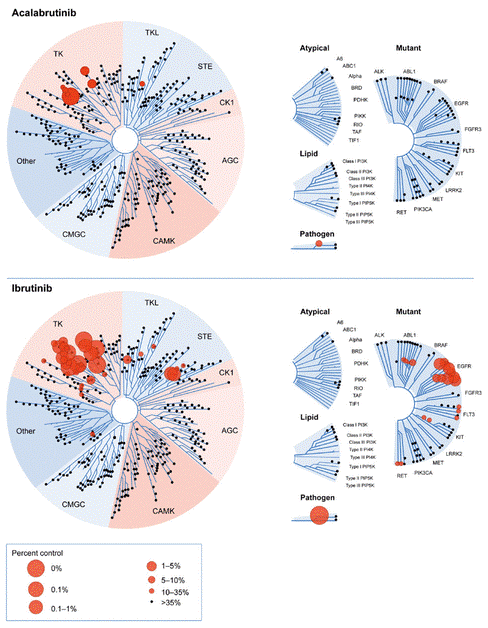 Acalabrutinib
TK
TKL
STE
CK1
AGC
CAMK
CMGC
Other
Atypical
A6
ABC1
Alpha
BRD
PDHK
PIKK
RIO
TAF
TIF1
Lipid
Class I PI3K
Class II PI3K
Class III PI3K
Type II PI4K
Type III PI4K
Type I PIP5K
Type II PIP5K
Type III PIP5K
Pathogen
Mutant
ALK
ABL1
BRAF
EGFR
FGFR3
FLT3
KIT
LRRK2
MET
PIK3CA
RET
Ibrutinib
TK
TKL
STE
CK1
AGC
CAMK
CMGC
Other
Atypical
A6
ABC1
Alpha
BRD
PDHK
PIKK
RIO
TAF
TIF1
Lipid
Class I PI3K
Class II PI3K
Class III PI3K
Type II PI4K
Type III PI4K
Type I PIP5K
Type II PIP5K
Type III PIP5K
Pathogen
Mutant
ALK
ABL1
BRAF
EGFR
FGFR3
FLT3
KIT
LRRK2
MET
PIK3CA
RET
Percent control
0%
0.1%
0.1–1%
1–5%
5–10%
10–35%
>35%